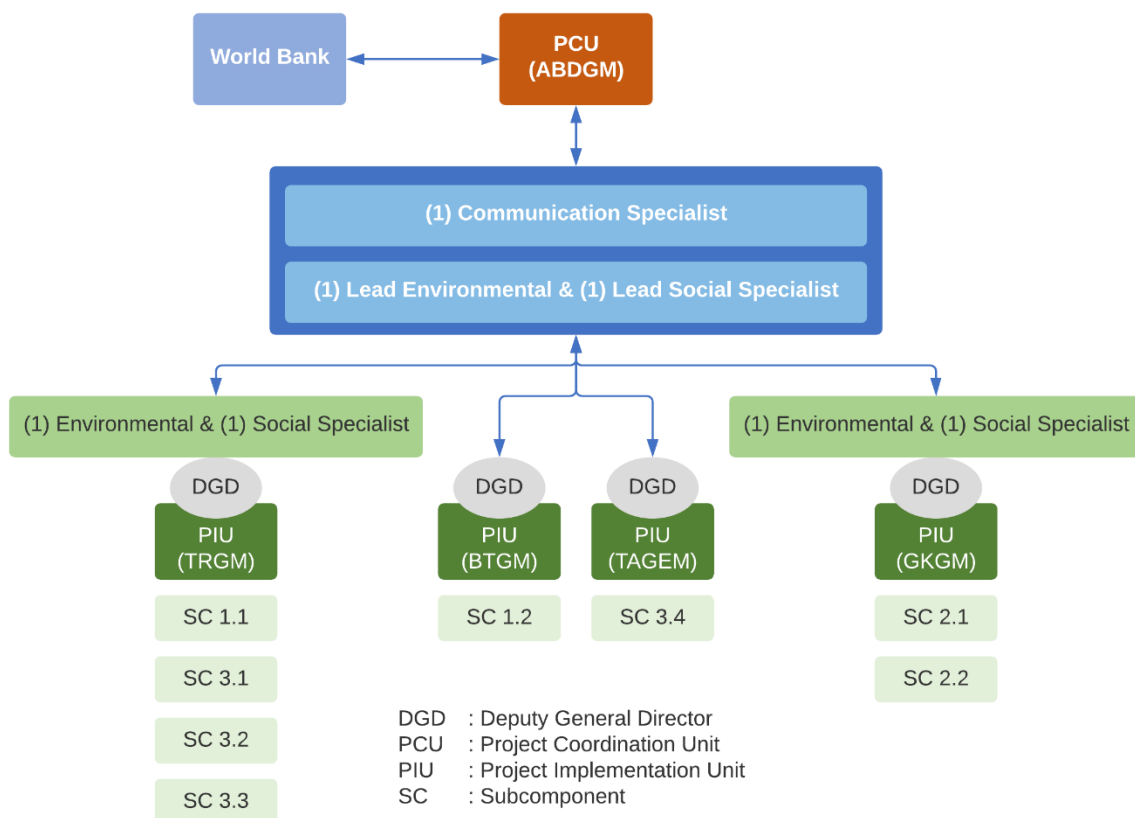 World Bank
PCU
(ABDGM)
(1) Communication Specialist
(1) Lead Environmental & (1) Lead Social Specialist
(1) Environmental & (1) Social Specialist
(1) Environmental & (1) Social Specialist
DGD
DGD
DGD
DGD
PIU
(TRGM)
PIU
(BTGM)
PIU
(TAGEM)
PIU
(GKGM)
SC 1.1
SC 1.2
SC 3.4
SC 2.1
SC 3.1
SC 2.2
SC 3.2
SC 3.3
DGD : Deputy General Director
PCU : Project Coordination Unit
PIU : Project Implementation Unit
SC : Subcomponent